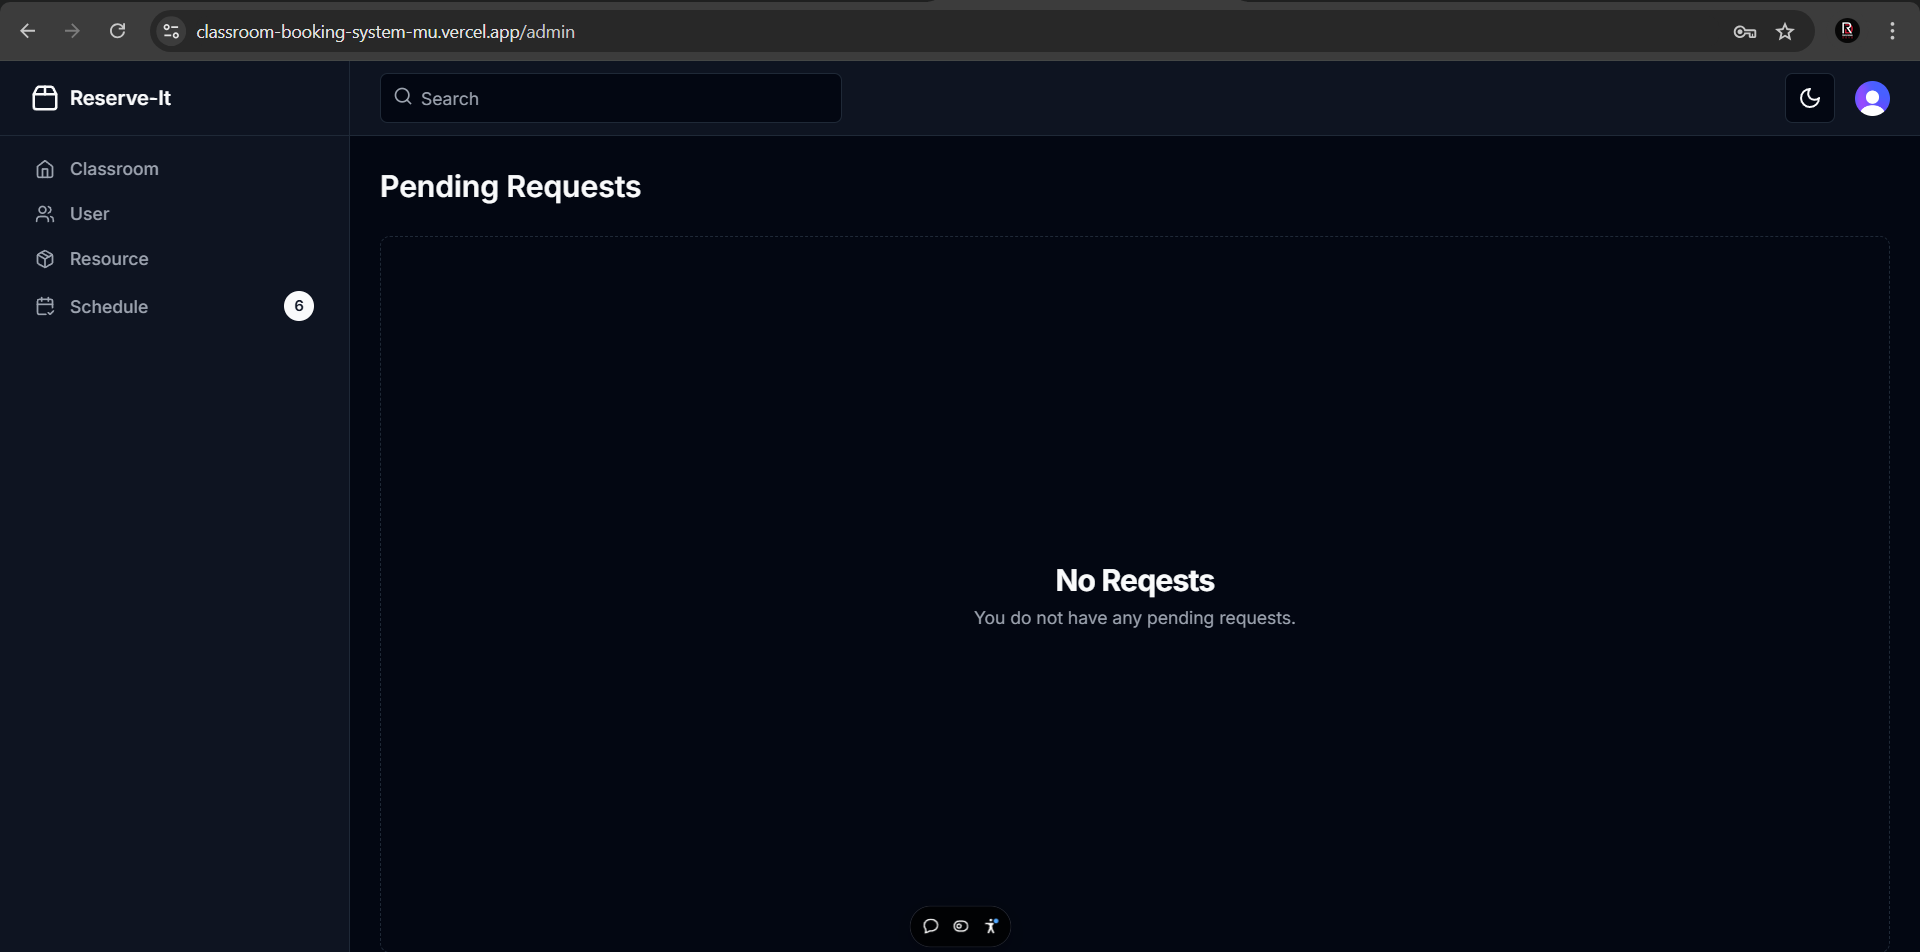 classroom-booking-system-mu.vercel.app/admin
Reserve-It
Search
Classroom
User
Resource
Schedule 6
Pending Requests
No Reqests
You do not have any pending requests.